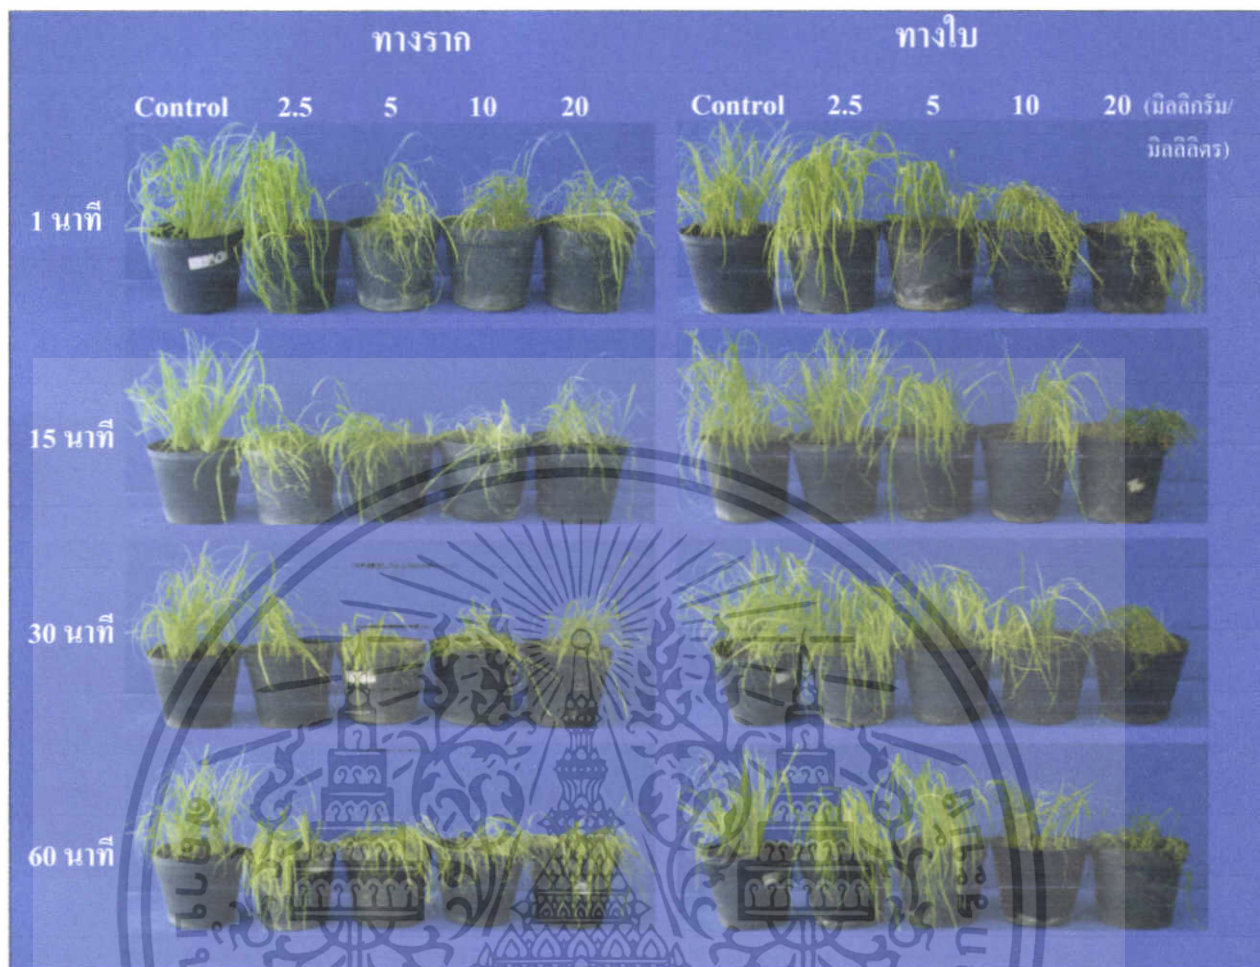 ทางราก ทางใบ
Control 2.5 5 10 20 Control 2.5 5 10 20 (มิลลิกรัม/
มิลลิลิตร)
1 นาที
15 นาที
30 นาที
60 นาที